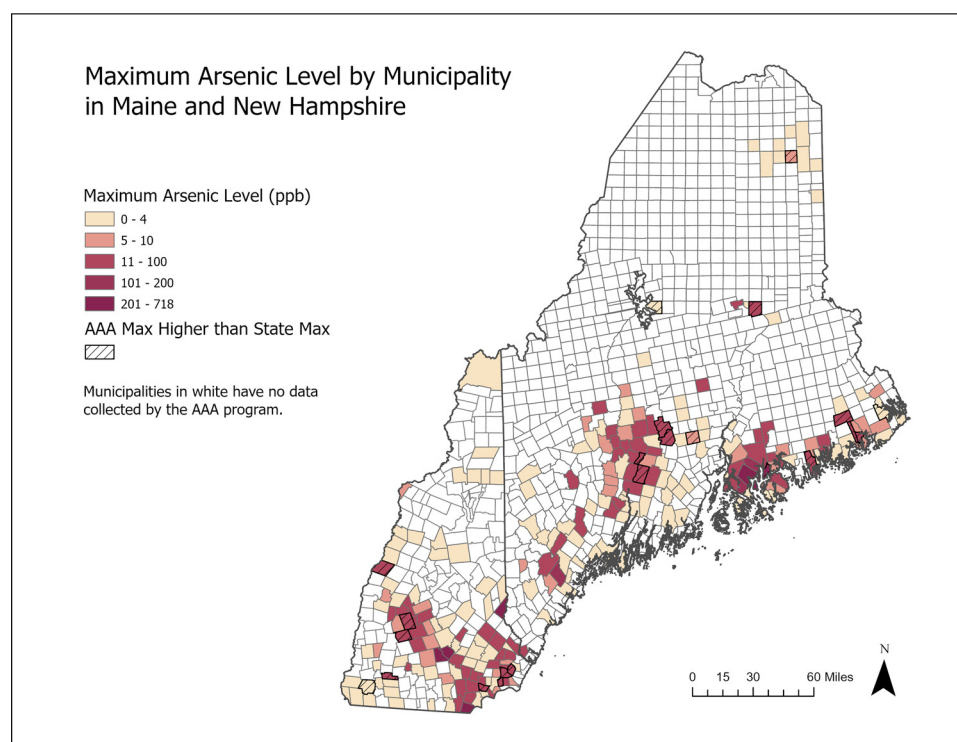 Maximum Arsenic Level by Municipality
in Maine and New Hampshire
Maximum Arsenic Level (ppb)
0 - 4
5 - 10
11 - 100
101 - 200
201 - 718
AAA Max Higher than State Max
Municipalities in white have no data
collected by the AAA program.
N
0 15 30 60 Miles